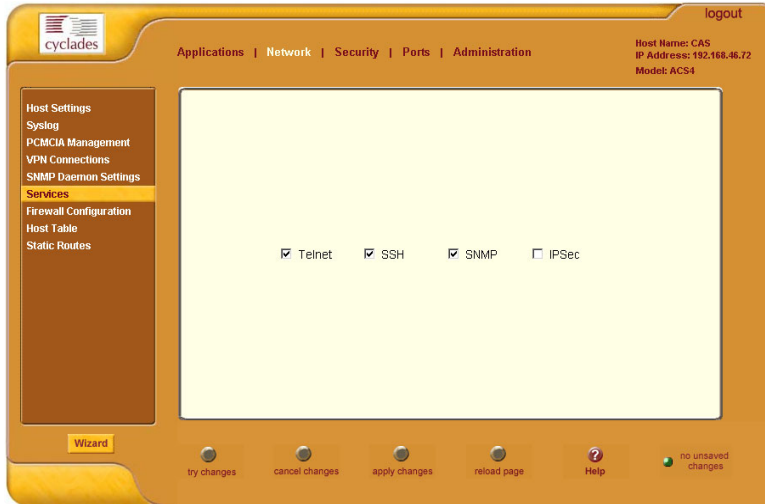 logout
cyclades
Applications | Network | Security | Ports | Administration
Host Name: CAS
IP Address: 192.168.46.72
Model: ACS4
Host Settings
Syslog
PCMCIA Management
VPN Connections
SNMP Daemon Settings
Services
Firewall Configuration
Host Table
Static Routes
Telnet SSH SNMP IPSec
Wizard
try changes
cancel changes
apply changes
reload page
?
Help
no unsaved
changes